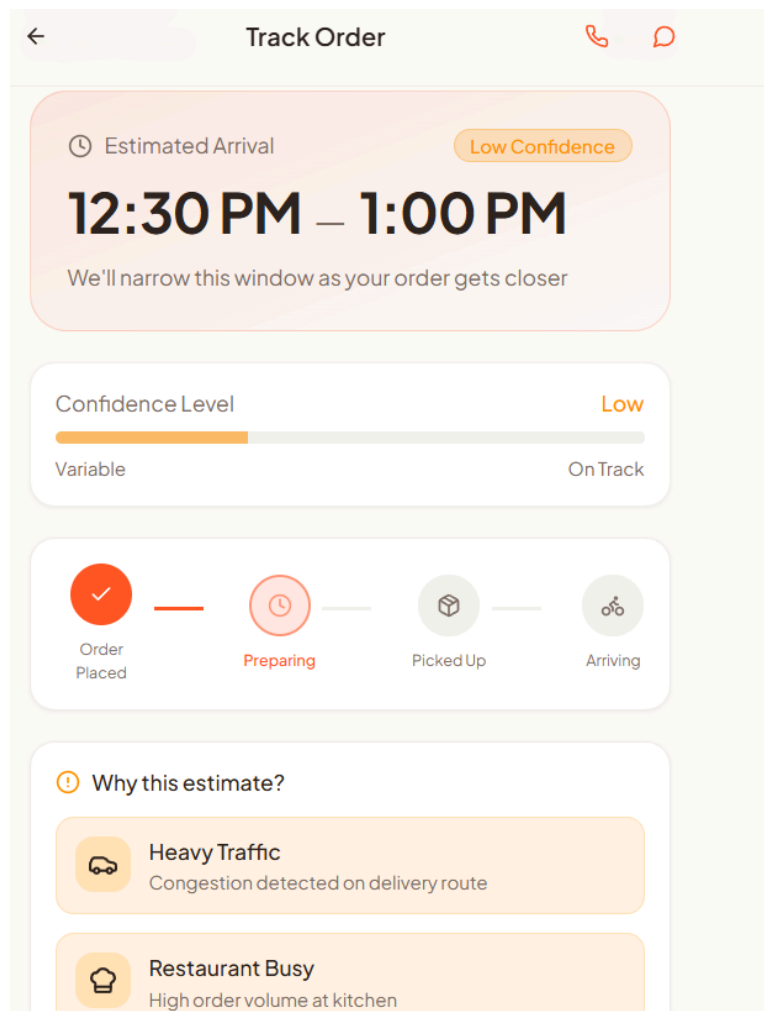 Track Order
Estimated Arrival
Low Confidence
12:30 PM — 1:00 PM
We'll narrow this window as your order gets closer
Confidence Level
Low
Variable
On Track
Order
Placed
Preparing
Picked Up
Arriving
Why this estimate?
Heavy Traffic
Congestion detected on delivery route
Restaurant Busy
High order volume at kitchen